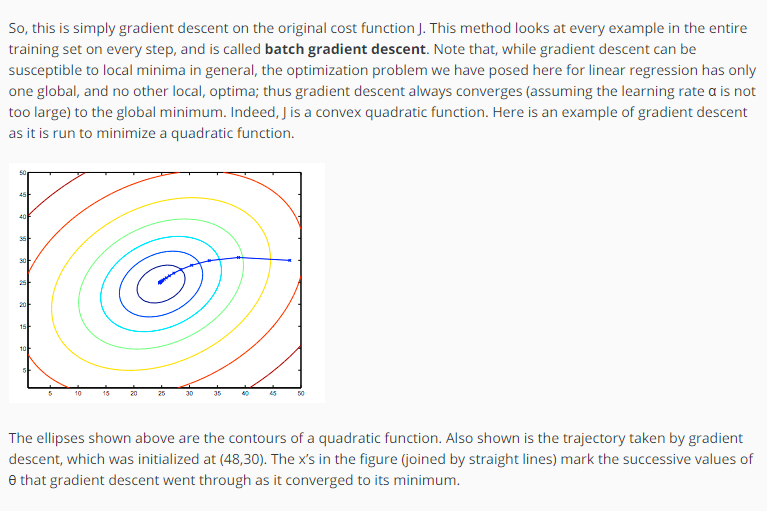 So, this is simply gradient descent on the original cost function J. This method looks at every example in the entire
training set on every step, and is called batch gradient descent. Note that, while gradient descent can be
susceptible to local minima in general, the optimization problem we have posed here for linear regression has only
one global, and no other local, optima; thus gradient descent always converges (assuming the learning rate α is not
too large) to the global minimum. Indeed, J is a convex quadratic function. Here is an example of gradient descent
as it is run to minimize a quadratic function.
50
45
40
35
30
25
20
15
10
5
5 10 15 20 25 30 35 40 45 50
The ellipses shown above are the contours of a quadratic function. Also shown is the trajectory taken by gradient
descent, which was initialized at (48,30). The x's in the figure (joined by straight lines) mark the successive values of
θ that gradient descent went through as it converged to its minimum.